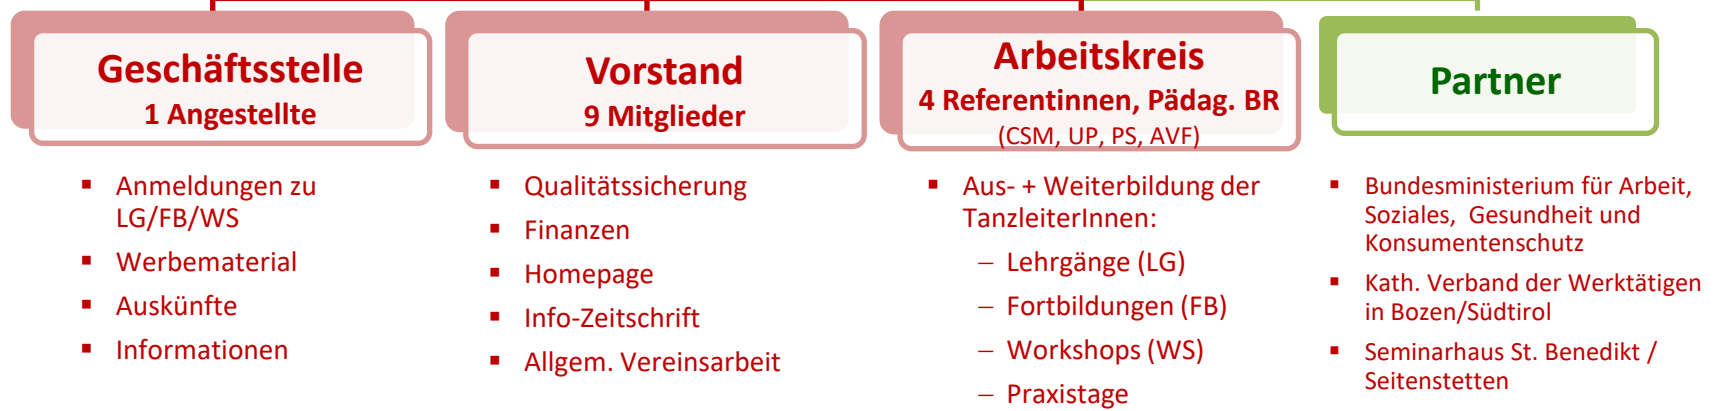 Geschäftsstelle
1 Angestellte
▪ Anmeldungen zu
LG/FB/WS
▪ Werbematerial
▪ Auskünfte
▪ Informationen
Vorstand
9 Mitglieder
▪ Qualitätssicherung
▪ Finanzen
▪ Homepage
▪ Info-Zeitschrift
▪ Allgem. Vereinsarbeit
Arbeitskreis
4 Referentinnen, Pädag. BR
(CSM, UP, PS, AVF)
▪ Aus- + Weiterbildung der
TanzleiterInnen:
– Lehrgänge (LG)
– Fortbildungen (FB)
– Workshops (WS)
– Praxistage
Partner
▪ Bundesministerium für Arbeit,
Soziales, Gesundheit und
Konsumentenschutz
▪ Kath. Verband der Werktätigen
in Bozen/Südtirol
▪ Seminarhaus St. Benedikt /
Seitenstetten